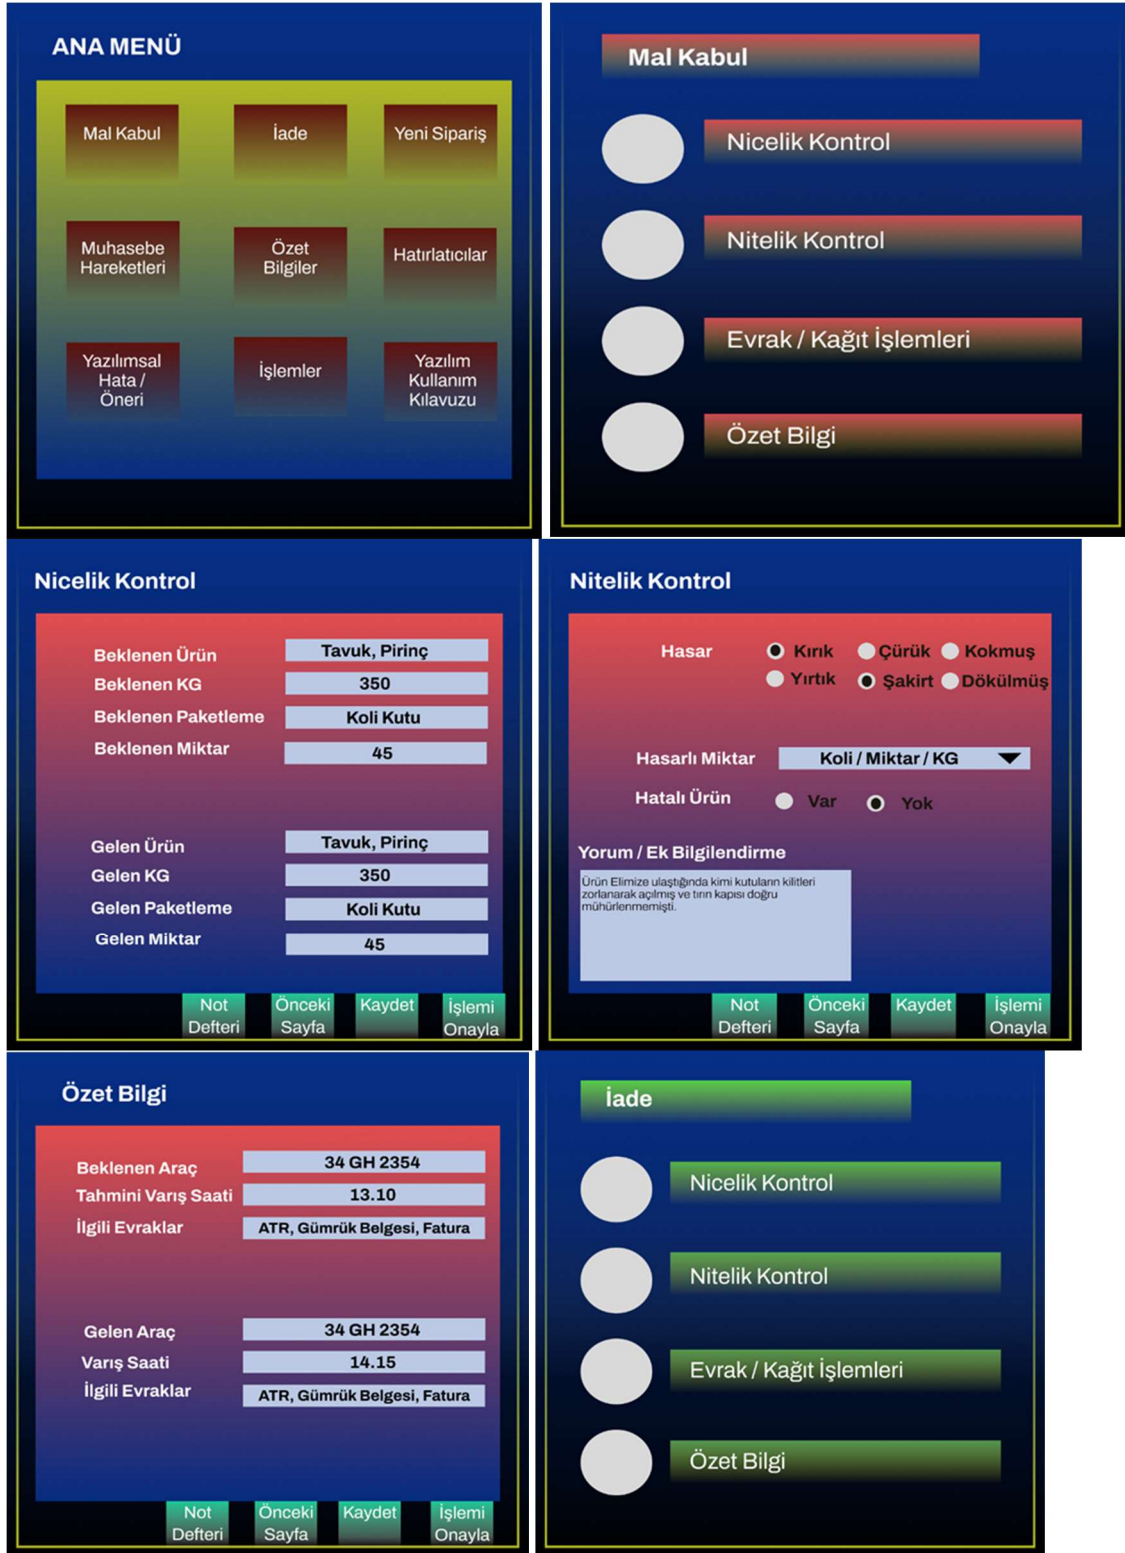 ANA MENÜ
Mal Kabul
İade
Yeni Sipariş
Muhasebe
Hareketleri
Özet
Bilgiler
Hatırlatıcılar
Yazılımsal
Hata /
Öneri
İşlemler
Yazılım
Kullanım
Kılavuzu
Mal Kabul
Nicelik Kontrol
Nitelik Kontrol
Evrak / Kağıt İşlemleri
Özet Bilgi
Nicelik Kontrol
Beklenen Ürün Tavuk, Pirinç
Beklenen KG 350
Beklenen Paketleme Koli Kutu
Beklenen Miktar 45
Gelen Ürün Tavuk, Pirinç
Gelen KG 350
Gelen Paketleme Koli Kutu
Gelen Miktar 45
Not
Defteri
Önceki
Sayfa
Kaydet
İşlemi
Onayla
Nitelik Kontrol
Hasar Kırık Çürük Kokmuş
Yırtık Şakirt Dökülmüş
Hasarlı Miktar Koli / Miktar / KG
Hatalı Ürün Var Yok
Yorum / Ek Bilgilendirme
Ürün Elimize ulaştığında kimi kutuların kilitleri
zorlanarak açılmış ve tırın kapısı doğru
mühürlenmemişti.
Not
Defteri
Önceki
Sayfa
Kaydet
İşlemi
Onayla
Özet Bilgi
Beklenen Araç 34 GH 2354
Tahmini Varış Saati 13.10
İlgili Evraklar ATR, Gümrük Belgesi, Fatura
Gelen Araç 34 GH 2354
Varış Saati 14.15
İlgili Evraklar ATR, Gümrük Belgesi, Fatura
Not
Defteri
Önceki
Sayfa
Kaydet
İşlemi
Onayla
İade
Nicelik Kontrol
Nitelik Kontrol
Evrak / Kağıt İşlemleri
Özet Bilgi